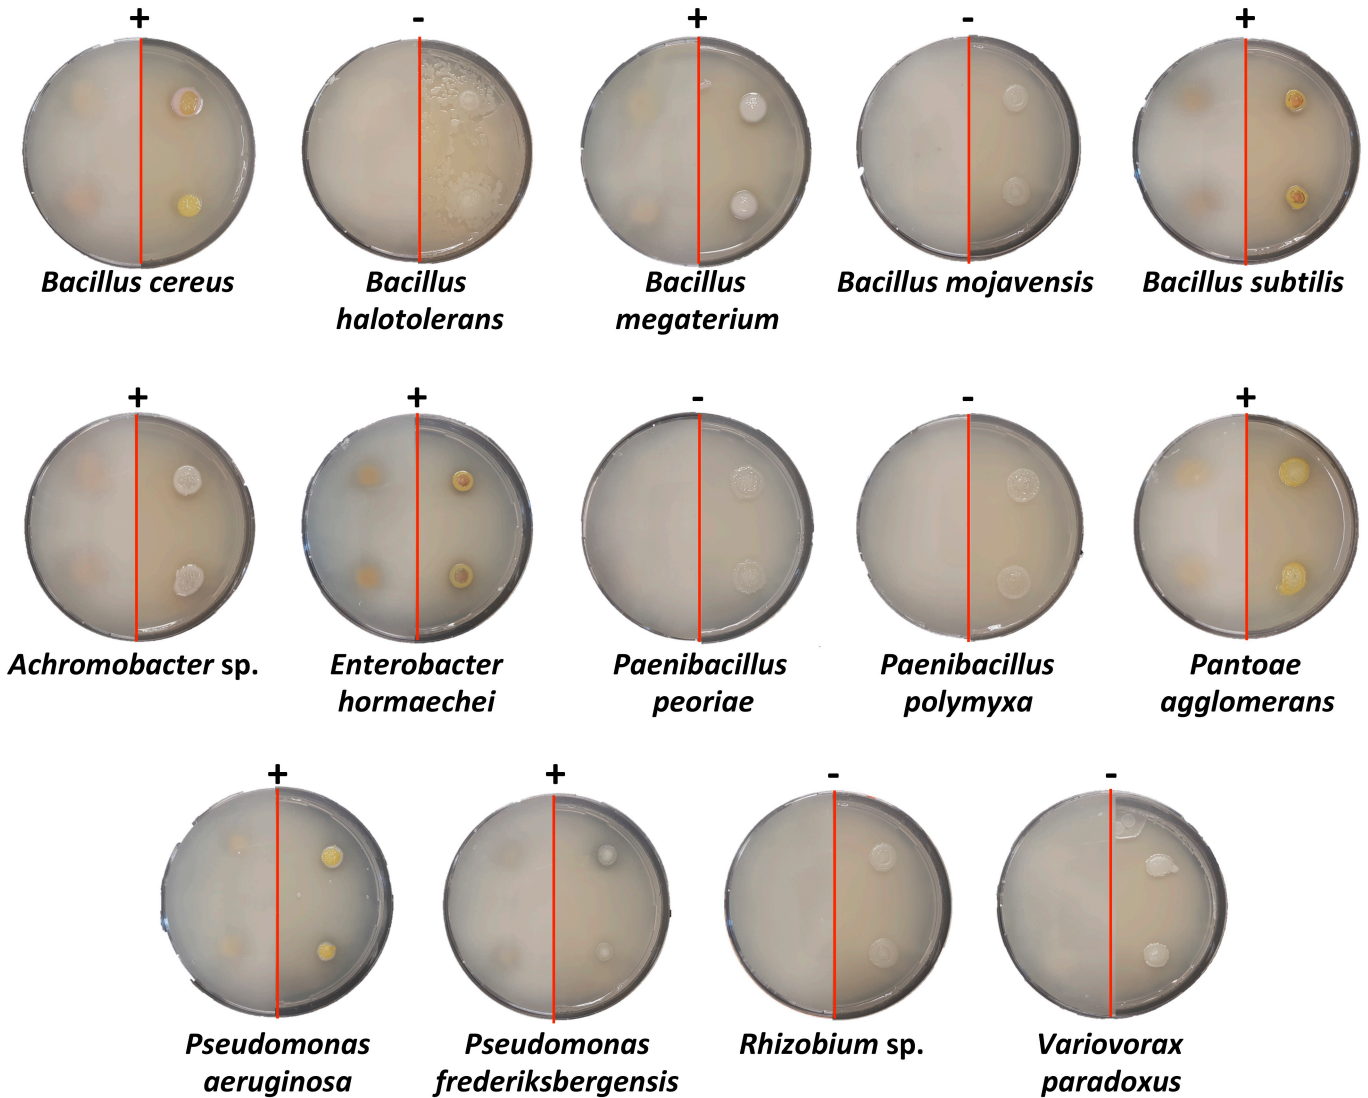 + - + - +
Bacillus cereus Bacillus Bacillus Bacillus mojavensis Bacillus subtilis
halotolerans megaterium
+ + - - +
Achromobacter sp. Enterobacter Paenibacillus Paenibacillus Pantoae
hormaechei peoriae polymyxa agglomerans
+ + - -
Pseudomonas Pseudomonas Rhizobium sp. Variovorax
aeruginosa frederiksbergensis paradoxus